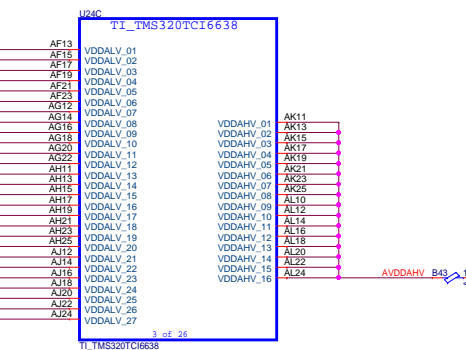 U24C
TI_TMS320TCI6638
AF13 VDDALV_01
AF15 VDDALV_02
AF17 VDDALV_03
AF19 VDDALV_04
AF21 VDDALV_05
AF23 VDDALV_06
AG12 VDDALV_07
AG14 VDDALV_08 VDDAHV_01 AK11
AG16 VDDALV_09 VDDAHV_02 AK13
AG18 VDDALV_10 VDDAHV_03 AK15
AG20 VDDALV_11 VDDAHV_04 AK17
AG22 VDDALV_12 VDDAHV_05 AK19
AH11 VDDALV_13 VDDAHV_06 AK21
AH13 VDDALV_14 VDDAHV_07 AK23
AH15 VDDALV_15 VDDAHV_08 AK25
AH17 VDDALV_16 VDDAHV_09 AL10
AH19 VDDALV_17 VDDAHV_10 AL12
AH21 VDDALV_18 VDDAHV_11 AL14
AH23 VDDALV_19 VDDAHV_12 AL16
AH25 VDDALV_20 VDDAHV_13 AL18
AJ12 VDDALV_21 VDDAHV_14 AL20
AJ14 VDDALV_22 VDDAHV_15 AL22
AJ16 VDDALV_23 VDDAHV_16 AL24 AVDDAHV B43 1
AJ18 VDDALV_24
AJ20 VDDALV_25
AJ22 VDDALV_26
AJ24 VDDALV_27
3 of 26
TI_TMS320TCI6638